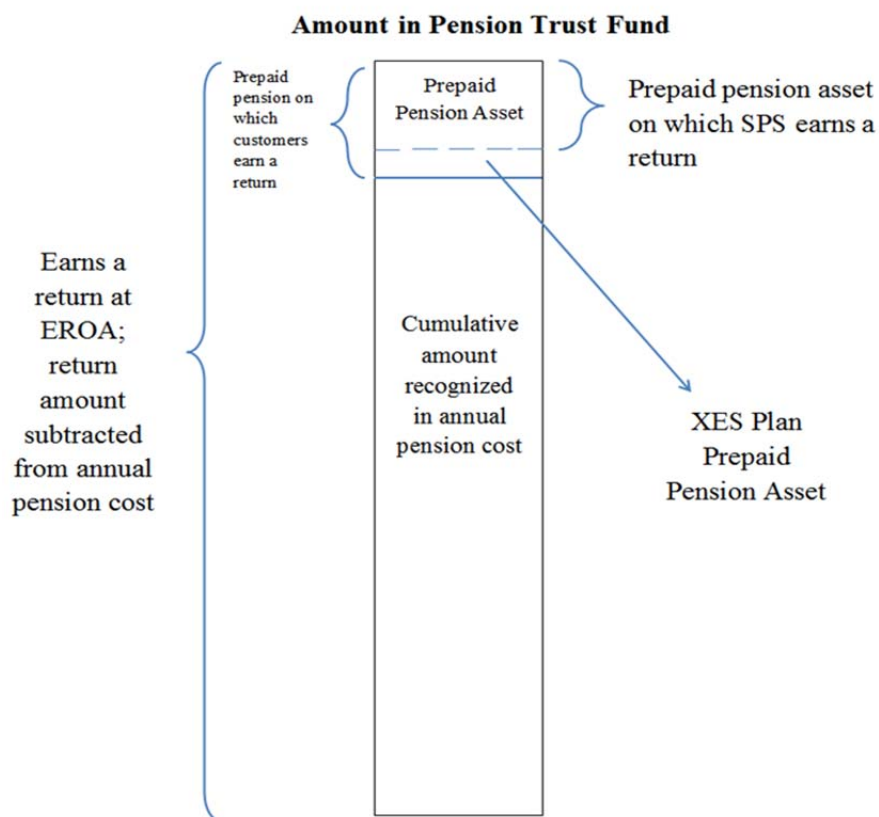 Amount in Pension Trust Fund
Prepaid
pension on
which
customers
earn a
return
Prepaid
Pension Asset
Prepaid pension asset
on which SPS earns a
return
Earns a
return at
EROA;
return
amount
subtracted
from annual
pension cost
Cumulative
amount
recognized
in annual
pension cost
XES Plan
Prepaid
Pension Asset